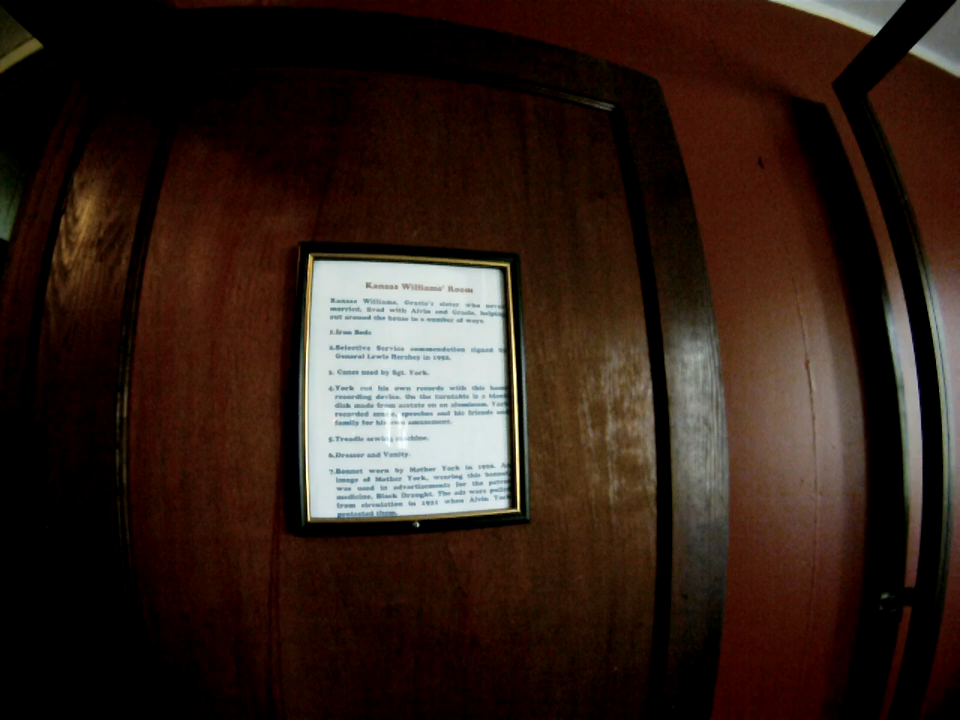 Kansas Williams' Room
Kansas Williams, Gracie's sister who never
married, lived with Alvin and Gracie, helping
out around the house in a number of ways.
1.Iron Beds
2.Selective Service commendation signed by
General Lewis Hershey in
3. Canes used by Sgt. York.
4.York cut his own records with this home
recording device. On the turntable is a blank
disk made from acetate on an aluminum. York
recorded songs, speeches and his friends and
family for his own amusement.
5.Treadle sewing machine.
6.Dresser and Vanity.
7.Bonnet worn by Mother York in An
image of Mother York, wearing this bonnet
was used in advertisements for the patent
medicine, Black Draught. The ads were pulled
from circulation in 1921 when Alvin York
protested them.